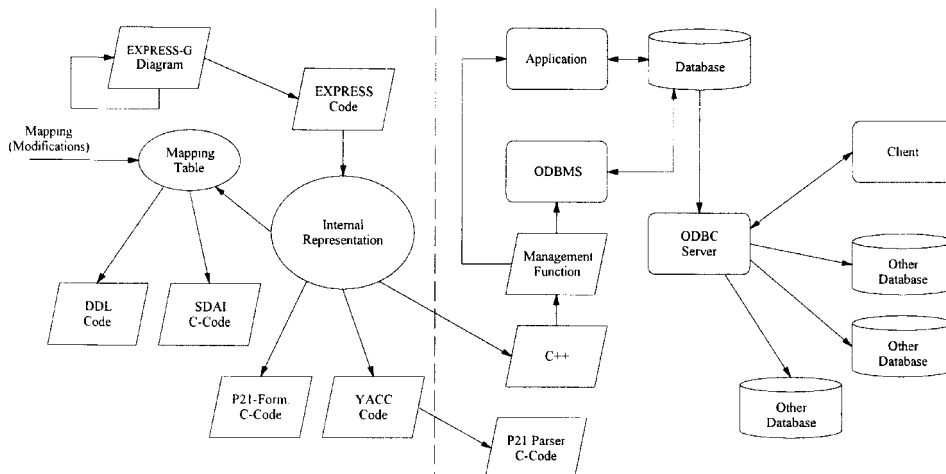 EXPRESS-G
Diagram
EXPRESS
Code
Mapping
(Modifications)
Mapping
Table
Internal
Representation
DDL
Code
SDAI
C-Code
P21-Form.
C-Code
YACC
Code
P21 Parser
C-Code
Application
Database
ODBMS
Management
Function
C++
ODBC
Server
Client
Other
Database
Other
Database
Other
Database